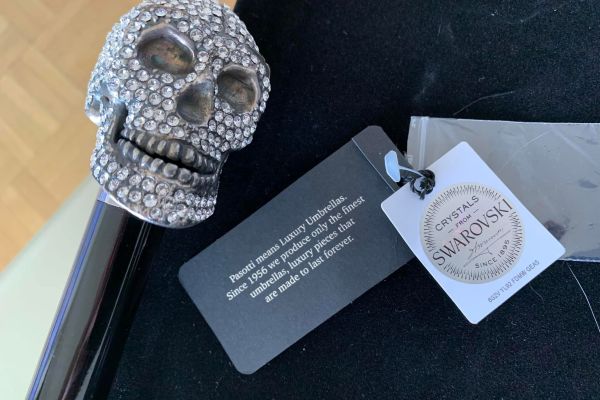 Pasotti means Luxury Umbrellas.
Since 1956 we produce only the finest
umbrellas, luxury pieces that
are made to last forever.
CRYSTALS
FROM
SWAROVSKI
SINCE 1895